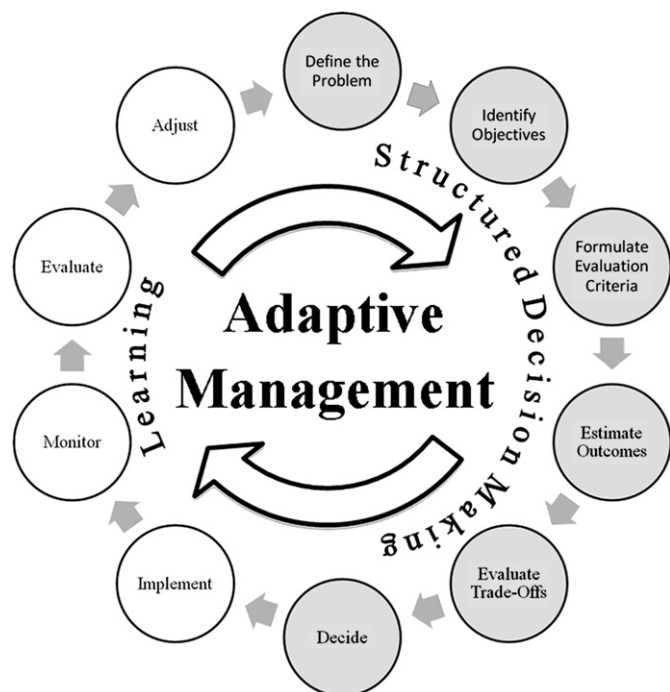 Define the
Problem
Identify
Objectives
Formulate
Evaluation
Criteria
Estimate
Outcomes
Evaluate
Trade-Offs
Decide
Implement
Monitor
Evaluate
Adjust
Structured Decision Making
Learning
Adaptive
Management